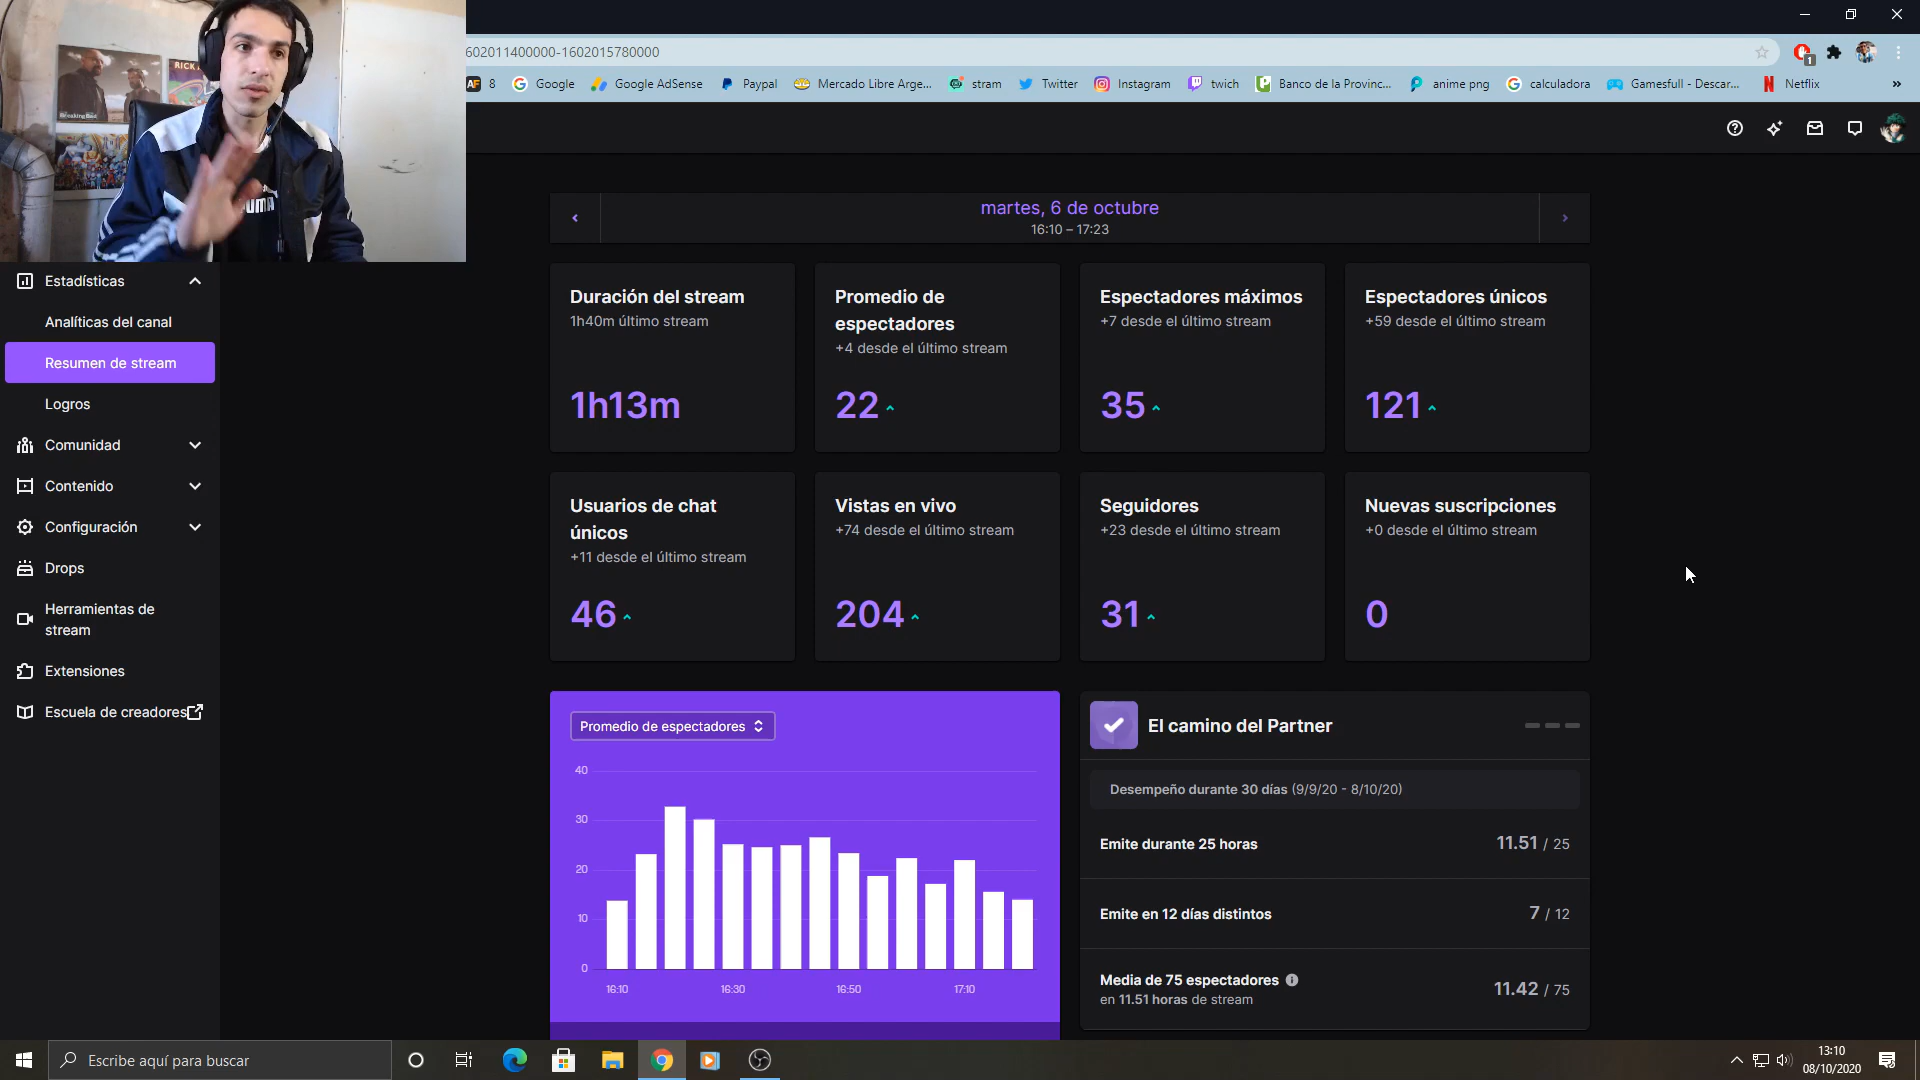 602011400000-1602015780000
8
Google
Google AdSense
Paypal
Mercado Libre Arge...
stram
Twitter
Instagram
twich
Banco de la Provinc...
anime png
calculadora
Gamesfull - Descar...
Netflix
»
1
RICK
Breaking Bad
PUMA
martes, 6 de octubre
16:10 – 17:23
Estadísticas
Analíticas del canal
Resumen de stream
Logros
Comunidad
Contenido
Configuración
Drops
Herramientas de
stream
Extensiones
Escuela de creadores
Duración del stream
1h40m último stream
1h13m
Promedio de
espectadores
+4 desde el último stream
22
Espectadores máximos
+7 desde el último stream
35
Espectadores únicos
+59 desde el último stream
121
Usuarios de chat
únicos
+11 desde el último stream
46
Vistas en vivo
+74 desde el último stream
204
Seguidores
+23 desde el último stream
31
Nuevas suscripciones
+0 desde el último stream
0
Promedio de espectadores
40
30
20
10
0
16:10
16:30
16:50
17:10
El camino del Partner
Desempeño durante 30 días (9/9/20 - 8/10/20)
Emite durante 25 horas
11.51 / 25
Emite en 12 días distintos
7 / 12
Media de 75 espectadores
en 11.51 horas de stream
11.42 / 75
Escribe aquí para buscar
13:10
08/10/2020